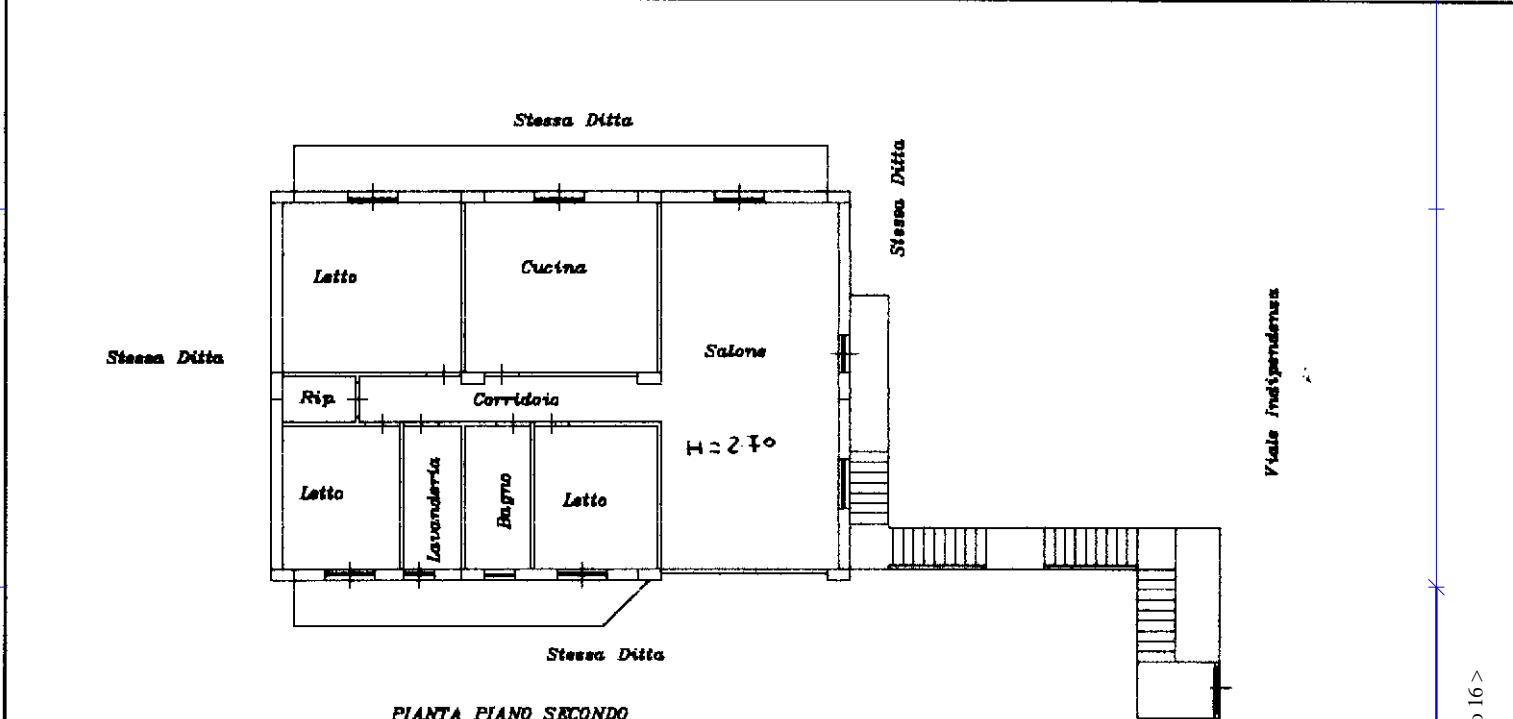 Stessa Ditta
Stessa Ditta
Letto
Cucina
Salone
Stessa Ditta
Viale Indipendenza
Rip.
Corridoio
H=2.70
Letto
Lavanderia
Bagno
Letto
Stessa Ditta
PIANTA PIANO SECONDO
16 >